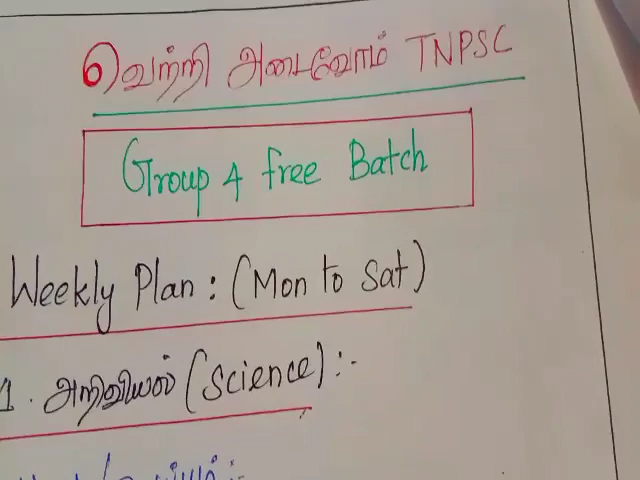 வெற்றி அடைவோம் TNPSC
Group 4 free Batch
Weekly Plan : (Mon to Sat)
1. அறிவியல் (Science) :-